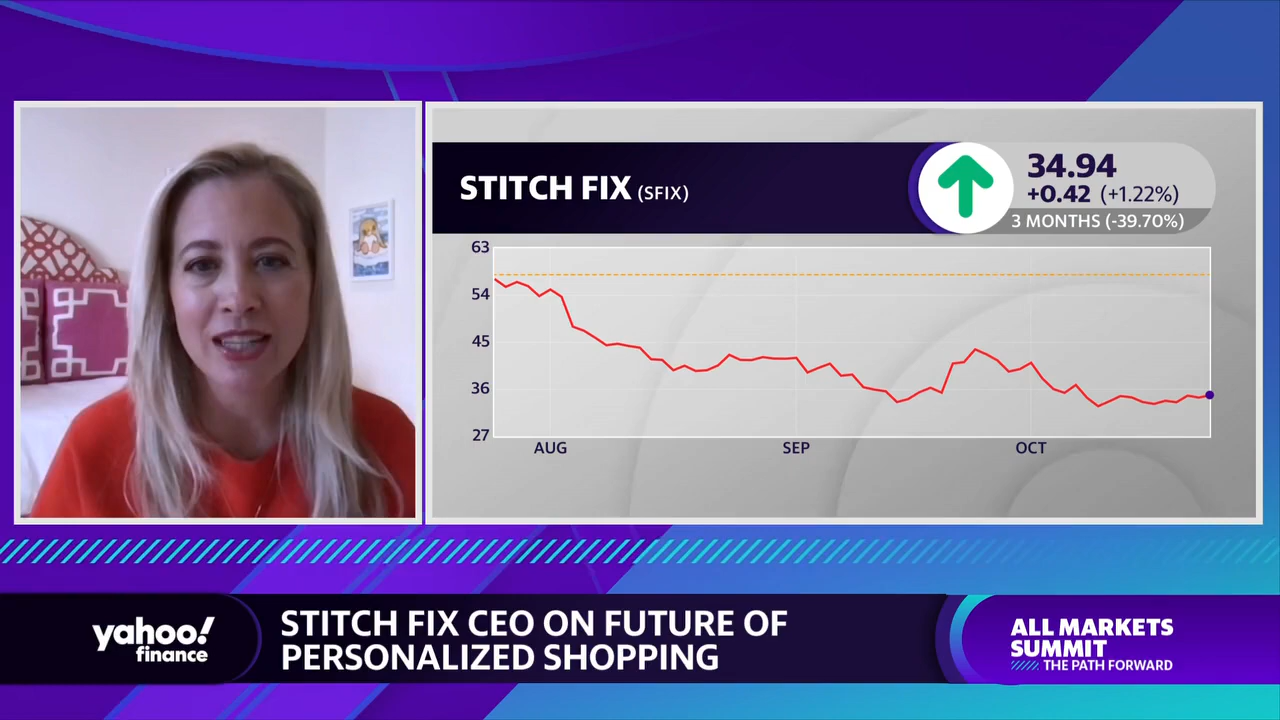 STITCH FIX (SFIX)
34.94
+0.42 (+1.22%)
3 MONTHS (-39.70%)
63
54
45
36
27
AUG SEP OCT
yahoo!
finance
STITCH FIX CEO ON FUTURE OF
PERSONALIZED SHOPPING
ALL MARKETS
SUMMIT
THE PATH FORWARD